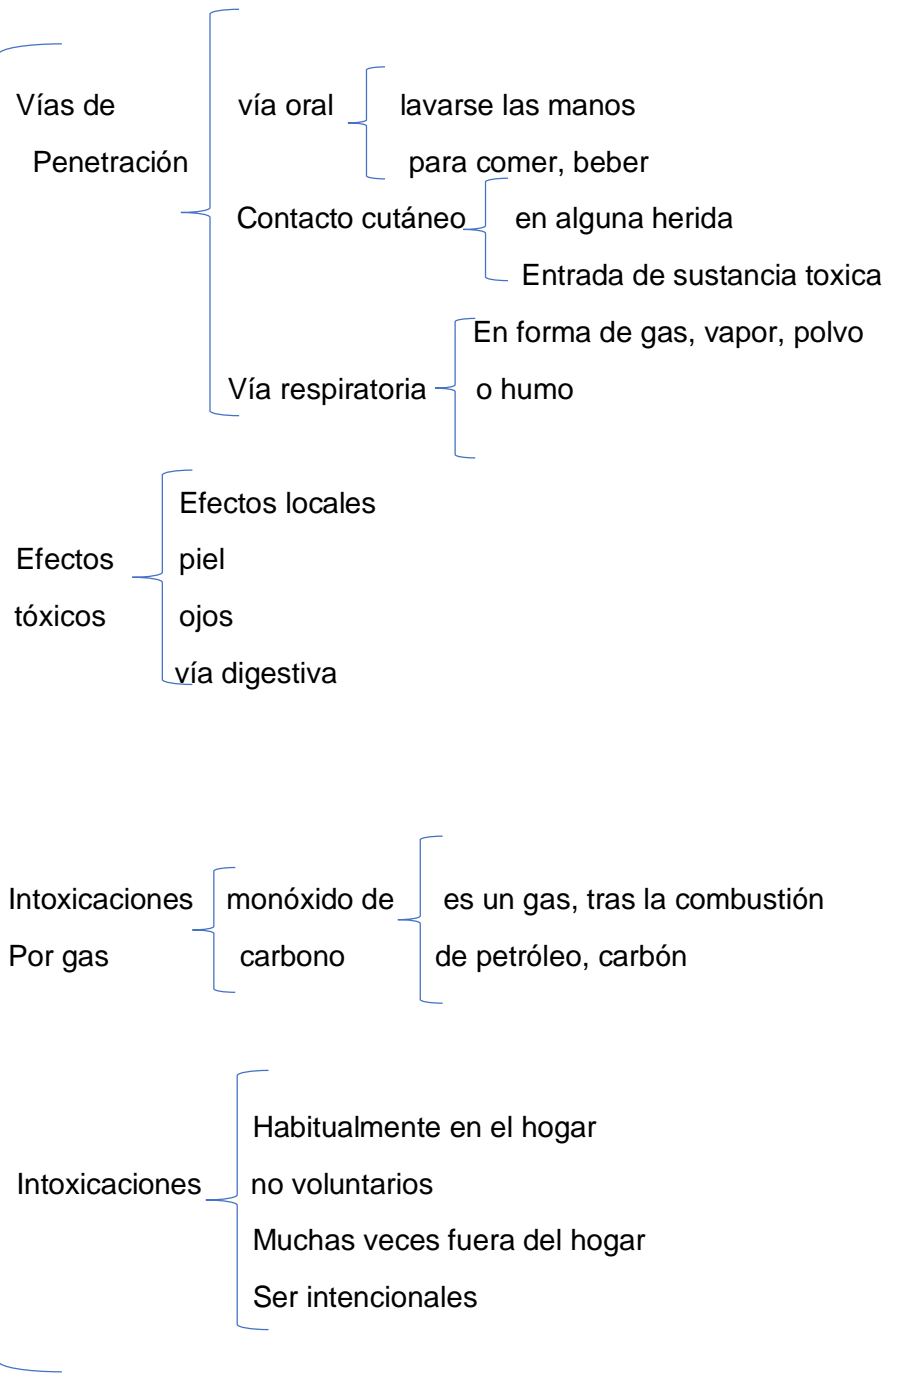 Vías de vía oral lavarse las manos
Penetración para comer, beber
Contacto cutáneo en alguna herida
Entrada de sustancia toxica
En forma de gas, vapor, polvo
Vía respiratoria o humo
Efectos locales
Efectos piel
tóxicos ojos
vía digestiva
Intoxicaciones monóxido de es un gas, tras la combustión
Por gas carbono de petróleo, carbón
Habitualmente en el hogar
Intoxicaciones no voluntarios
Muchas veces fuera del hogar
Ser intencionales